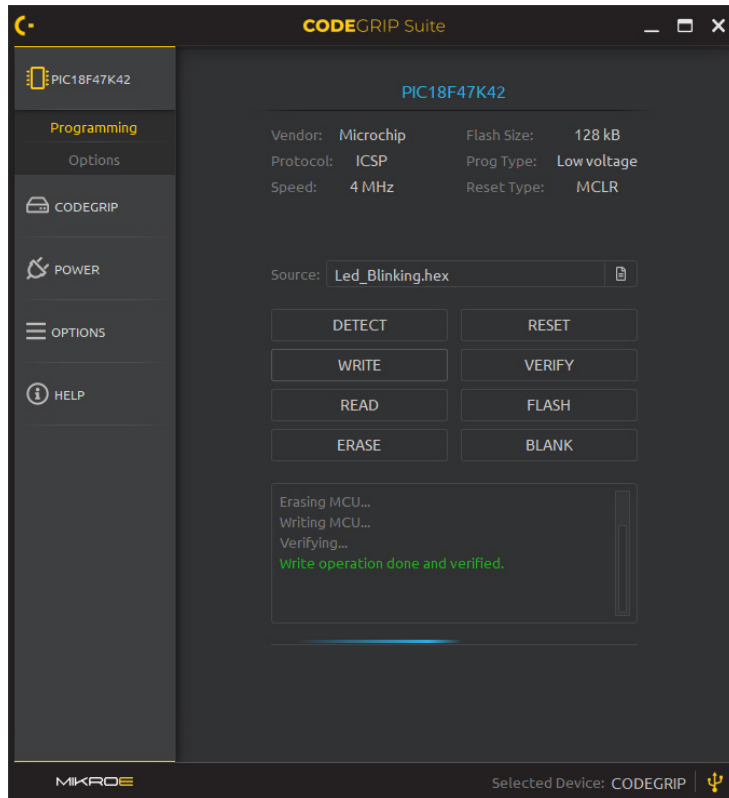 CODEGRIP Suite
PIC18F47K42
Programming
Options
CODEGRIP
POWER
OPTIONS
HELP
PIC18F47K42
Vendor: Microchip Flash Size: 128 kB
Protocol: ICSP Prog Type: Low voltage
Speed: 4 MHz Reset Type: MCLR
Source: Led_Blinking.hex
DETECT RESET
WRITE VERIFY
READ FLASH
ERASE BLANK
Erasing MCU...
Writing MCU...
Verifying...
Write operation done and verified.
MIKROE
Selected Device: CODEGRIP